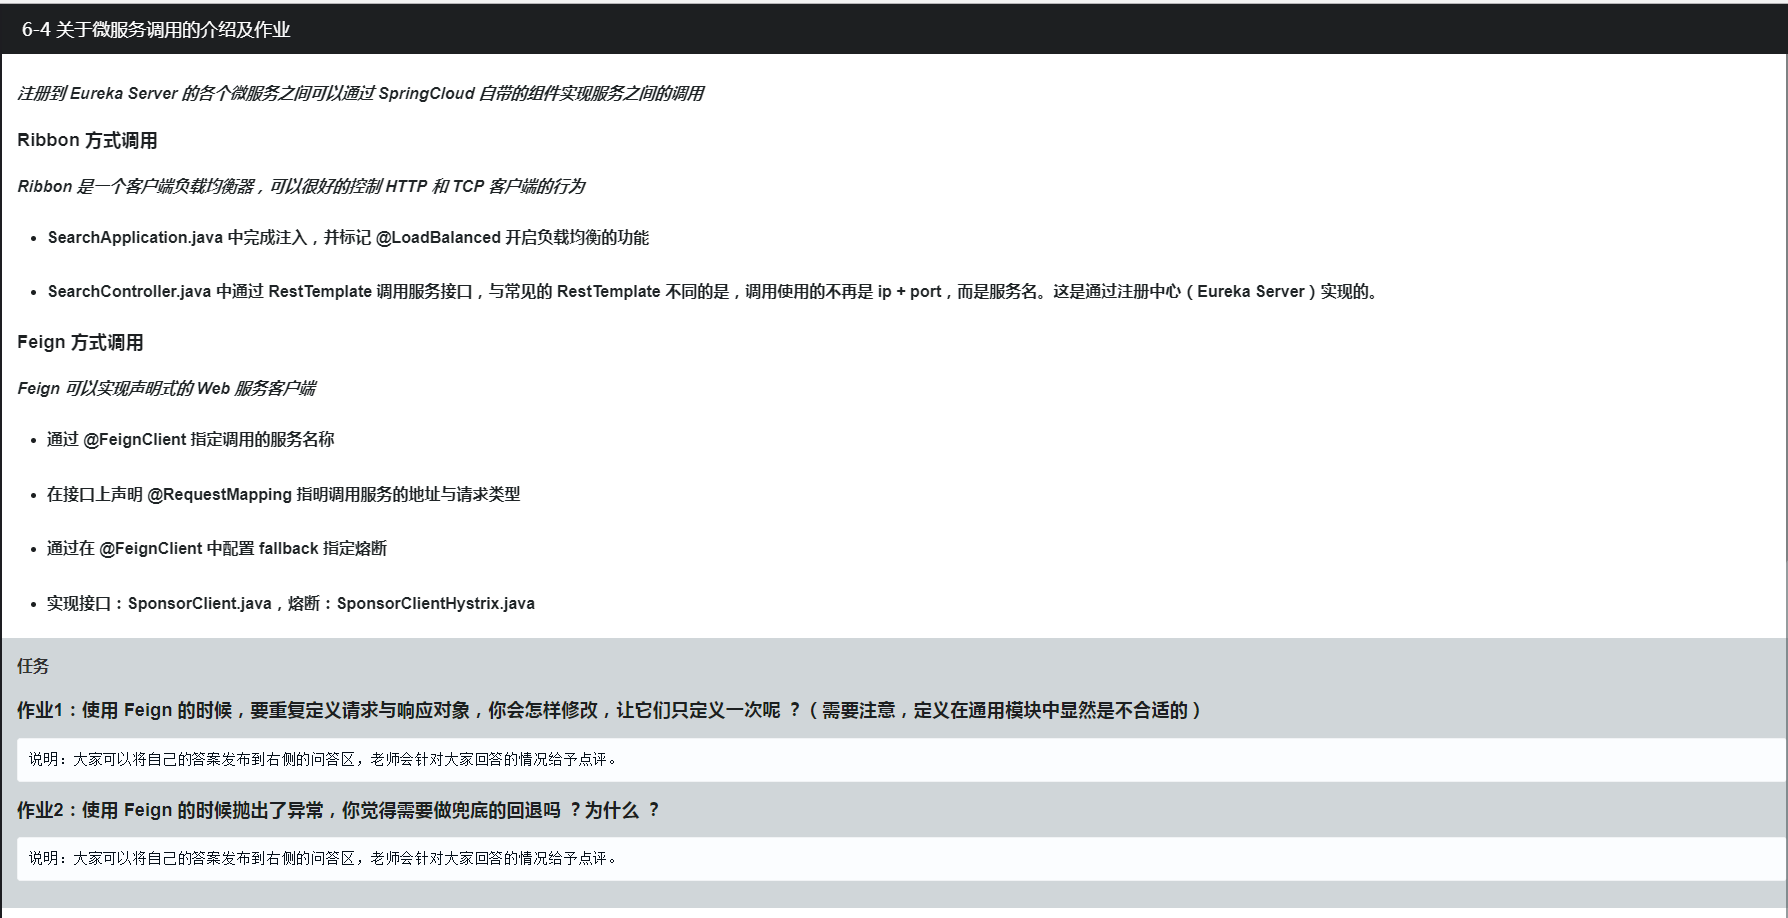 6-4 关于微服务调用的介绍及作业
注册到 Eureka Server 的各个微服务之间可以通过 SpringCloud 自带的组件实现服务之间的调用
Ribbon 方式调用
Ribbon 是一个客户端负载均衡器，可以很好的控制 HTTP 和 TCP 客户端的行为
• SearchApplication.java 中完成注入，并标记 @LoadBalanced 开启负载均衡的功能
• SearchController.java 中通过 RestTemplate 调用服务接口，与常见的 RestTemplate 不同的是，调用使用的不再是 ip + port，而是服务名。这是通过注册中心（Eureka Server）实现的。
Feign 方式调用
Feign 可以实现声明式的 Web 服务客户端
• 通过 @FeignClient 指定调用的服务名称
• 在接口上声明 @RequestMapping 指明调用服务的地址与请求类型
• 通过在 @FeignClient 中配置 fallback 指定熔断
• 实现接口：SponsorClient.java，熔断：SponsorClientHystrix.java
任务
作业1：使用 Feign 的时候，要重复定义请求与响应对象，你会怎样修改，让它们只定义一次呢 ？（ 需要注意，定义在通用模块中显然是不合适的 ）
说明：大家可以将自己的答案发布到右侧的问答区，老师会针对大家回答的情况给予点评。
作业2：使用 Feign 的时候抛出了异常，你觉得需要做兜底的回退吗 ？为什么 ？
说明：大家可以将自己的答案发布到右侧的问答区，老师会针对大家回答的情况给予点评。